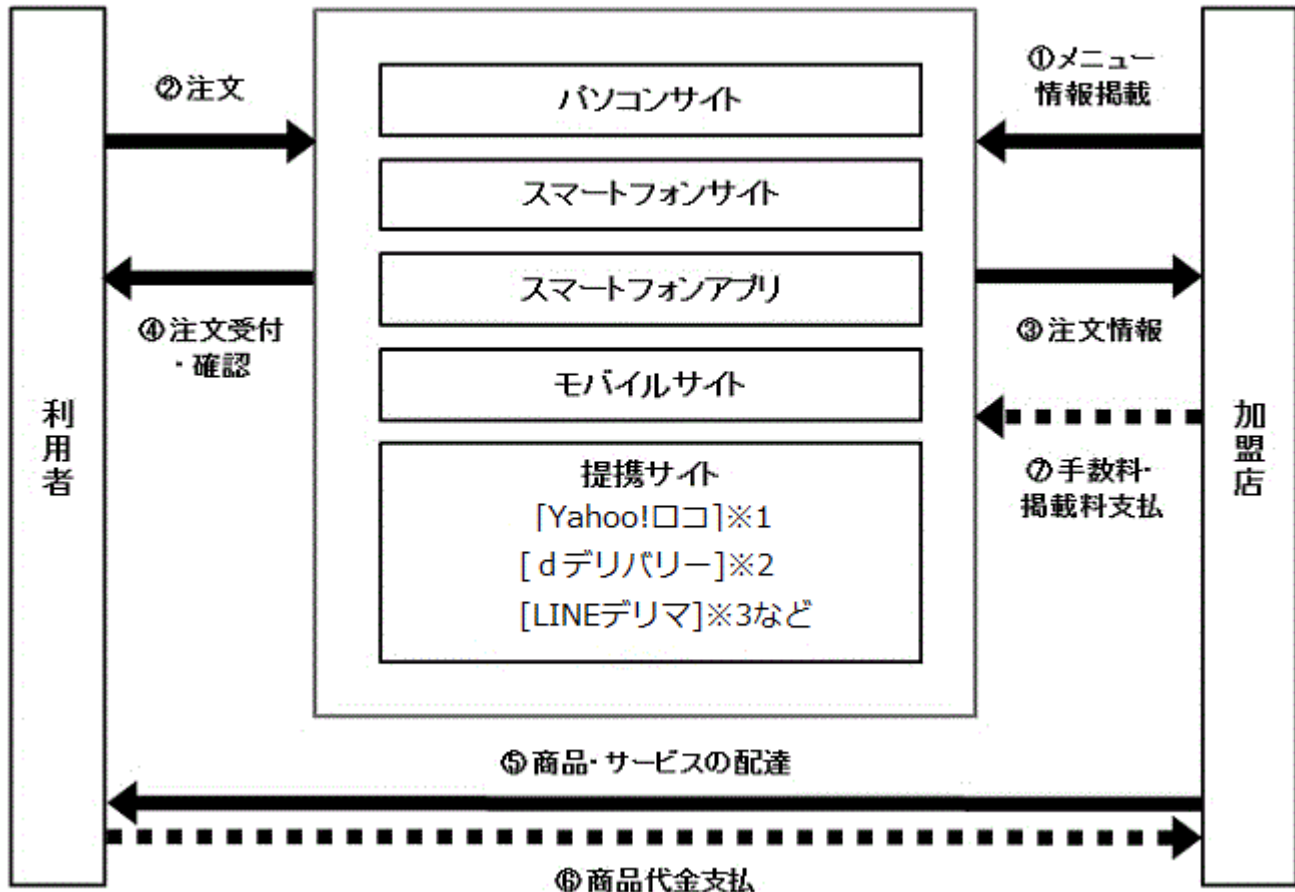 利用者
②注文
④注文受付
・確認
パソコンサイト
スマートフォンサイト
スマートフォンアプリ
モバイルサイト
提携サイト
[Yahoo!ロコ]※1
[ｄデリバリー]※2
[LINEデリマ]※3など
①メニュー
情報掲載
③注文情報
⑦手数料・
掲載料支払
加盟店
⑤商品・サービスの配達
⑥商品代金支払